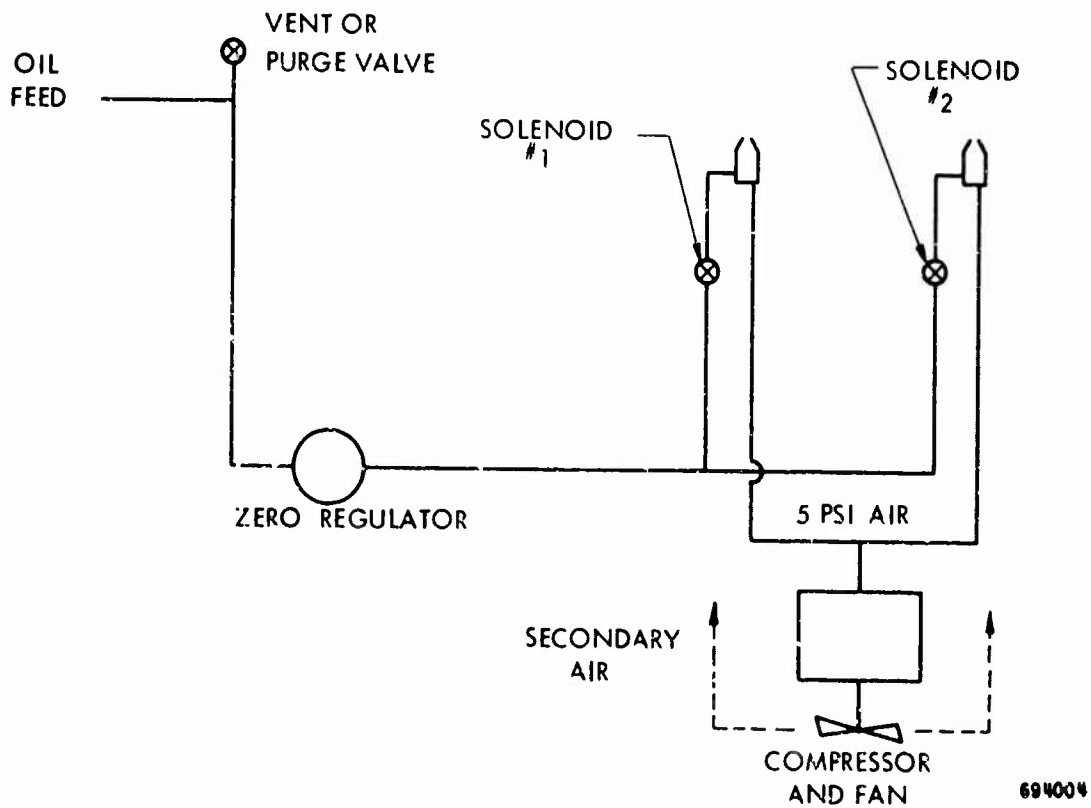 VENT OR
PURGE VALVE
OIL
FEED
SOLENOID
#1
SOLENOID
#2
ZERO REGULATOR
5 PSI AIR
SECONDARY
AIR
COMPRESSOR
AND FAN
694004